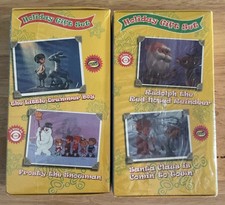 Holiday Gift Set
The Little Drummer Boy
Frosty the Snowman
Holiday Gift Set
Rudolph the
Red-Nosed Reindeer
Santa Claus is
Comin' to Town